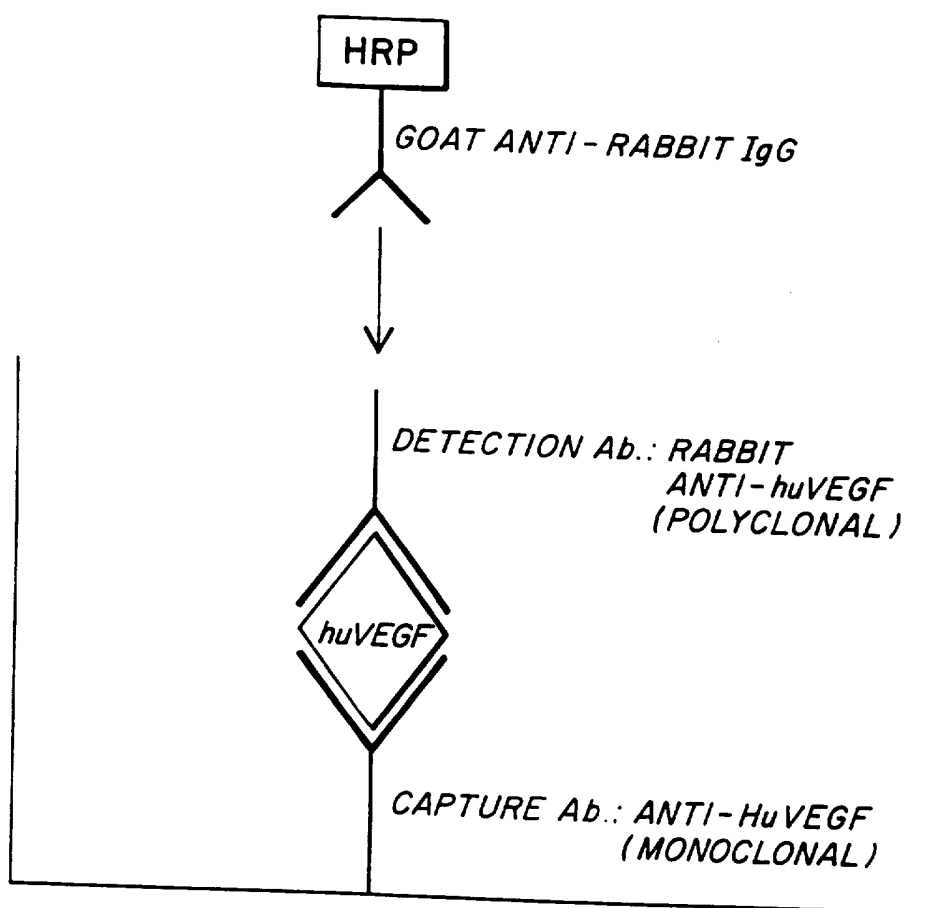 HRP
GOAT ANTI-RABBIT IgG
DETECTION Ab.: RABBIT
ANTI-huVEGF
(POLYCLONAL)
huVEGF
CAPTURE Ab.: ANTI-HuVEGF
(MONOCLONAL)